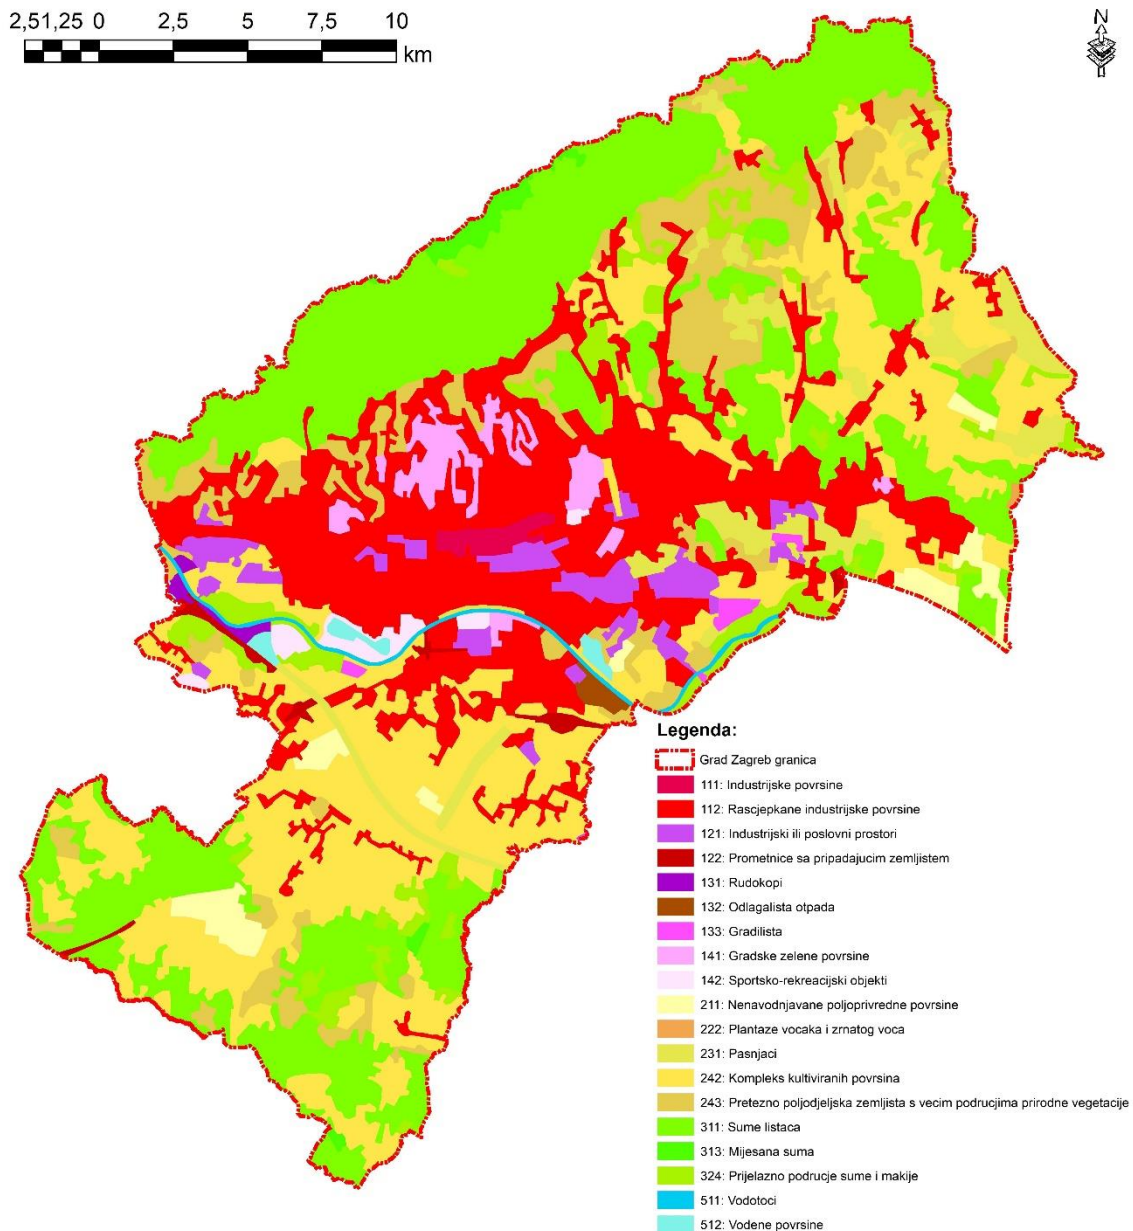 2,51,25 0 2,5 5 7,5 10
km
N
Legenda:
Grad Zagreb granica
111: Industrijske povrsine
112: Rascjepkane industrijske povrsine
121: Industrijski ili poslovni prostori
122: Prometnice sa pripadajucim zemljistem
131: Rudokopi
132: Odlagalista otpada
133: Gradilista
141: Gradske zelene povrsine
142: Sportsko-rekreacijski objekti
211: Nenavodnjavane poljoprivredne povrsine
222: Plantaze vocaka i zrnatog voca
231: Pasnjaci
242: Kompleks kultiviranih povrsina
243: Pretezno poljodjeljska zemljista s vecim podrucjima prirodne vegetacije
311: Sume listaca
313: Mijesana suma
324: Prijelazno podrucje sume i makije
511: Vodotoci
512: Vodene povrsine